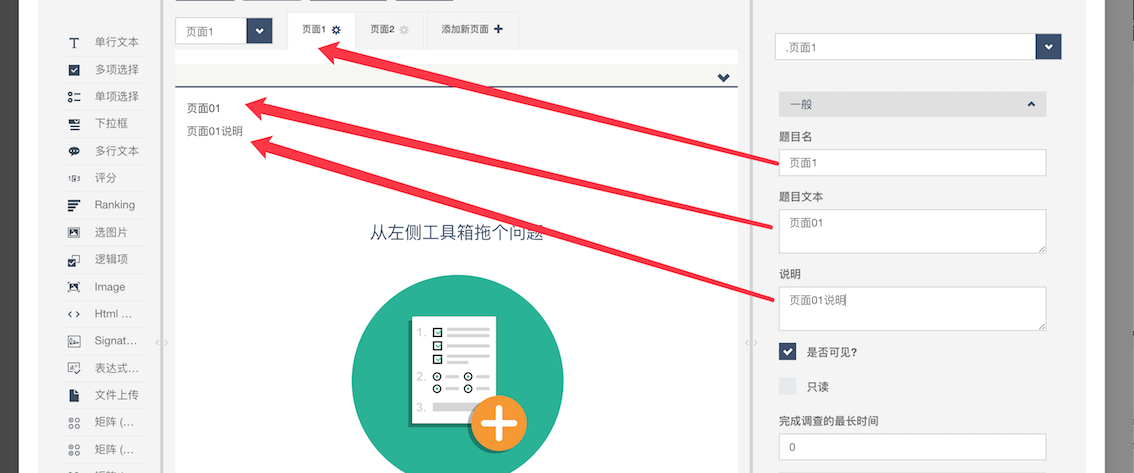 单行文本
多项选择
单项选择
下拉框
多行文本
评分
Ranking
选图片
逻辑项
Image
Html ...
Signat...
表达式...
文件上传
矩阵 (...
矩阵 (...
页面1
页面1
页面2
添加新页面
页面01
页面01说明
从左侧工具箱拖个问题
1.
2.
3.
.页面1
一般
题目名
页面1
题目文本
页面01
说明
页面01说明
是否可见?
只读
完成调查的最长时间
0